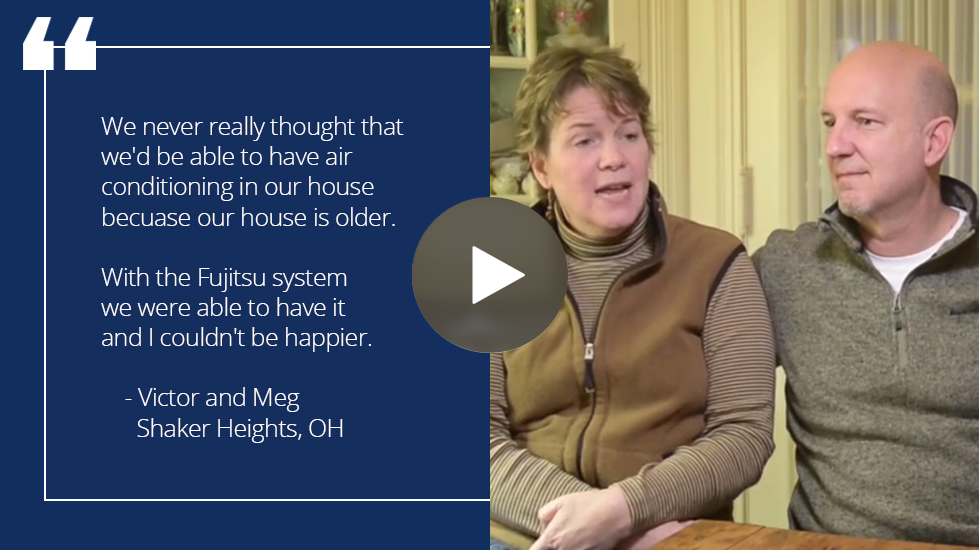 We never really thought that
we'd be able to have air
conditioning in our house
becuase our house is older.
With the Fujitsu system
we were able to have it
and I couldn't be happier.
- Victor and Meg
Shaker Heights, OH